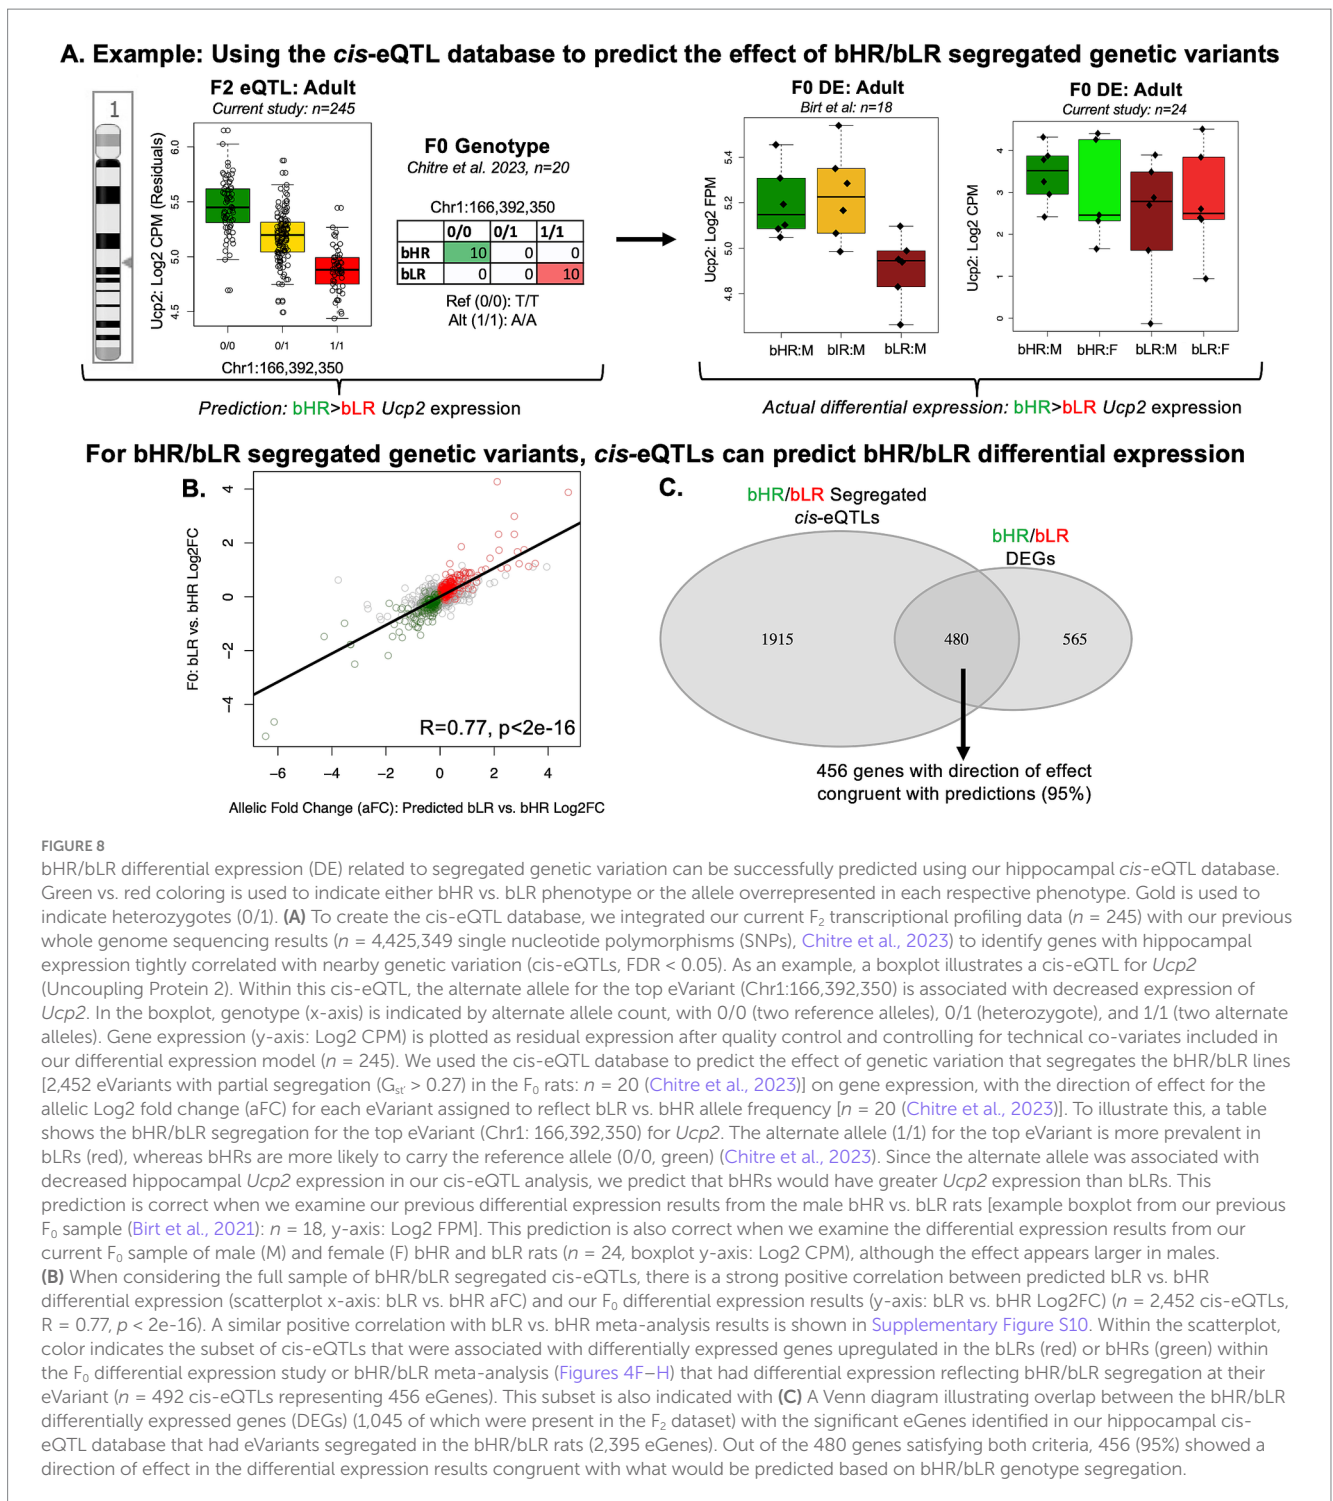 A. Example: Using the cis-eQTL database to predict the effect of bHR/bLR segregated genetic variants
1
F2 eQTL: Adult
Current study: n=245
Ucp2: Log2 CPM (Residuals)
6.0
5.5
5.0
4.5
0/0
0/1
1/1
Chr1:166,392,350
F0 Genotype
Chitre et al. 2023, n=20
Chr1:166,392,350
0/0 0/1 1/1
bHR 10 0 0
bLR 0 0 10
Ref (0/0): T/T
Alt (1/1): A/A
Prediction: bHR>bLR Ucp2 expression
F0 DE: Adult
Birt et al: n=18
Ucp2: Log2 FPM
5.4
5.2
5.0
4.8
bHR:M bIR:M bLR:M
F0 DE: Adult
Current study: n=24
Ucp2: Log2 CPM
4
3
2
1
0
bHR:M bHR:F bLR:M bLR:F
Actual differential expression: bHR>bLR Ucp2 expression
For bHR/bLR segregated genetic variants, cis-eQTLs can predict bHR/bLR differential expression
B.
F0: bLR vs. bHR Log2FC
4
2
0
−2
−4
R=0.77, p<2e-16
−6 −4 −2 0 2 4
Allelic Fold Change (aFC): Predicted bLR vs. bHR Log2FC
C.
bHR/bLR Segregated
cis-eQTLs
bHR/bLR
DEGs
1915
480
565
456 genes with direction of effect
congruent with predictions (95%)
FIGURE 8
bHR/bLR differential expression (DE) related to segregated genetic variation can be successfully predicted using our hippocampal cis-eQTL database.
Green vs. red coloring is used to indicate either bHR vs. bLR phenotype or the allele overrepresented in each respective phenotype. Gold is used to
indicate heterozygotes (0/1). (A) To create the cis-eQTL database, we integrated our current F2 transcriptional profiling data (n = 245) with our previous
whole genome sequencing results (n = 4,425,349 single nucleotide polymorphisms (SNPs), Chitre et al., 2023) to identify genes with hippocampal
expression tightly correlated with nearby genetic variation (cis-eQTLs, FDR < 0.05). As an example, a boxplot illustrates a cis-eQTL for Ucp2
(Uncoupling Protein 2). Within this cis-eQTL, the alternate allele for the top eVariant (Chr1:166,392,350) is associated with decreased expression of
Ucp2. In the boxplot, genotype (x-axis) is indicated by alternate allele count, with 0/0 (two reference alleles), 0/1 (heterozygote), and 1/1 (two alternate
alleles). Gene expression (y-axis: Log2 CPM) is plotted as residual expression after quality control and controlling for technical co-variates included in
our differential expression model (n = 245). We used the cis-eQTL database to predict the effect of genetic variation that segregates the bHR/bLR lines
[2,452 eVariants with partial segregation (Gst' > 0.27) in the F0 rats: n = 20 (Chitre et al., 2023)] on gene expression, with the direction of effect for the
allelic Log2 fold change (aFC) for each eVariant assigned to reflect bLR vs. bHR allele frequency [n = 20 (Chitre et al., 2023)]. To illustrate this, a table
shows the bHR/bLR segregation for the top eVariant (Chr1: 166,392,350) for Ucp2. The alternate allele (1/1) for the top eVariant is more prevalent in
bLRs (red), whereas bHRs are more likely to carry the reference allele (0/0, green) (Chitre et al., 2023). Since the alternate allele was associated with
decreased hippocampal Ucp2 expression in our cis-eQTL analysis, we predict that bHRs would have greater Ucp2 expression than bLRs. This
prediction is correct when we examine our previous differential expression results from the male bHR vs. bLR rats [example boxplot from our previous
F0 sample (Birt et al., 2021): n = 18, y-axis: Log2 FPM]. This prediction is also correct when we examine the differential expression results from our
current F0 sample of male (M) and female (F) bHR and bLR rats (n = 24, boxplot y-axis: Log2 CPM), although the effect appears larger in males.
(B) When considering the full sample of bHR/bLR segregated cis-eQTLs, there is a strong positive correlation between predicted bLR vs. bHR
differential expression (scatterplot x-axis: bLR vs. bHR aFC) and our F0 differential expression results (y-axis: bLR vs. bHR Log2FC) (n = 2,452 cis-eQTLs,
R = 0.77, p < 2e-16). A similar positive correlation with bLR vs. bHR meta-analysis results is shown in Supplementary Figure S10. Within the scatterplot,
color indicates the subset of cis-eQTLs that were associated with differentially expressed genes upregulated in the bLRs (red) or bHRs (green) within
the F0 differential expression study or bHR/bLR meta-analysis (Figures 4F–H) that had differential expression reflecting bHR/bLR segregation at their
eVariant (n = 492 cis-eQTLs representing 456 eGenes). This subset is also indicated with (C) A Venn diagram illustrating overlap between the bHR/bLR
differentially expressed genes (DEGs) (1,045 of which were present in the F2 dataset) with the significant eGenes identified in our hippocampal cis-
eQTL database that had eVariants segregated in the bHR/bLR rats (2,395 eGenes). Out of the 480 genes satisfying both criteria, 456 (95%) showed a
direction of effect in the differential expression results congruent with what would be predicted based on bHR/bLR genotype segregation.